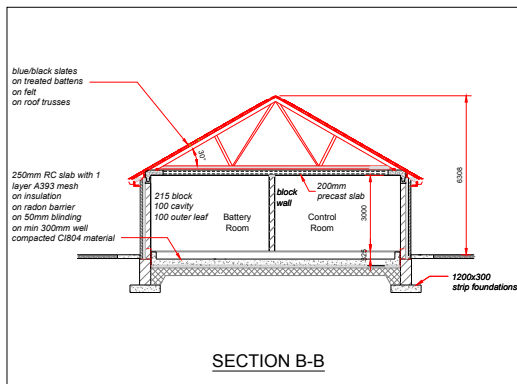 blue/black slates
on treated battens
on felt
on roof trusses
30°
250mm RC slab with 1
layer A393 mesh
on insulation
on radon barrier
on 50mm blinding
on min 300mm well
compacted Cl804 material
215 block
100 cavity
100 outer leaf
Battery
Room
block
wall
200mm
precast slab
Control
Room
3000
325
6308
1200x300
strip foundations
SECTION B-B